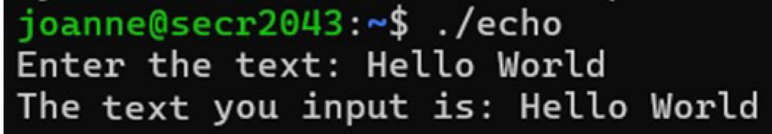 joanne@secr2043:~$ ./echo
Enter the text: Hello World
The text you input is: Hello World